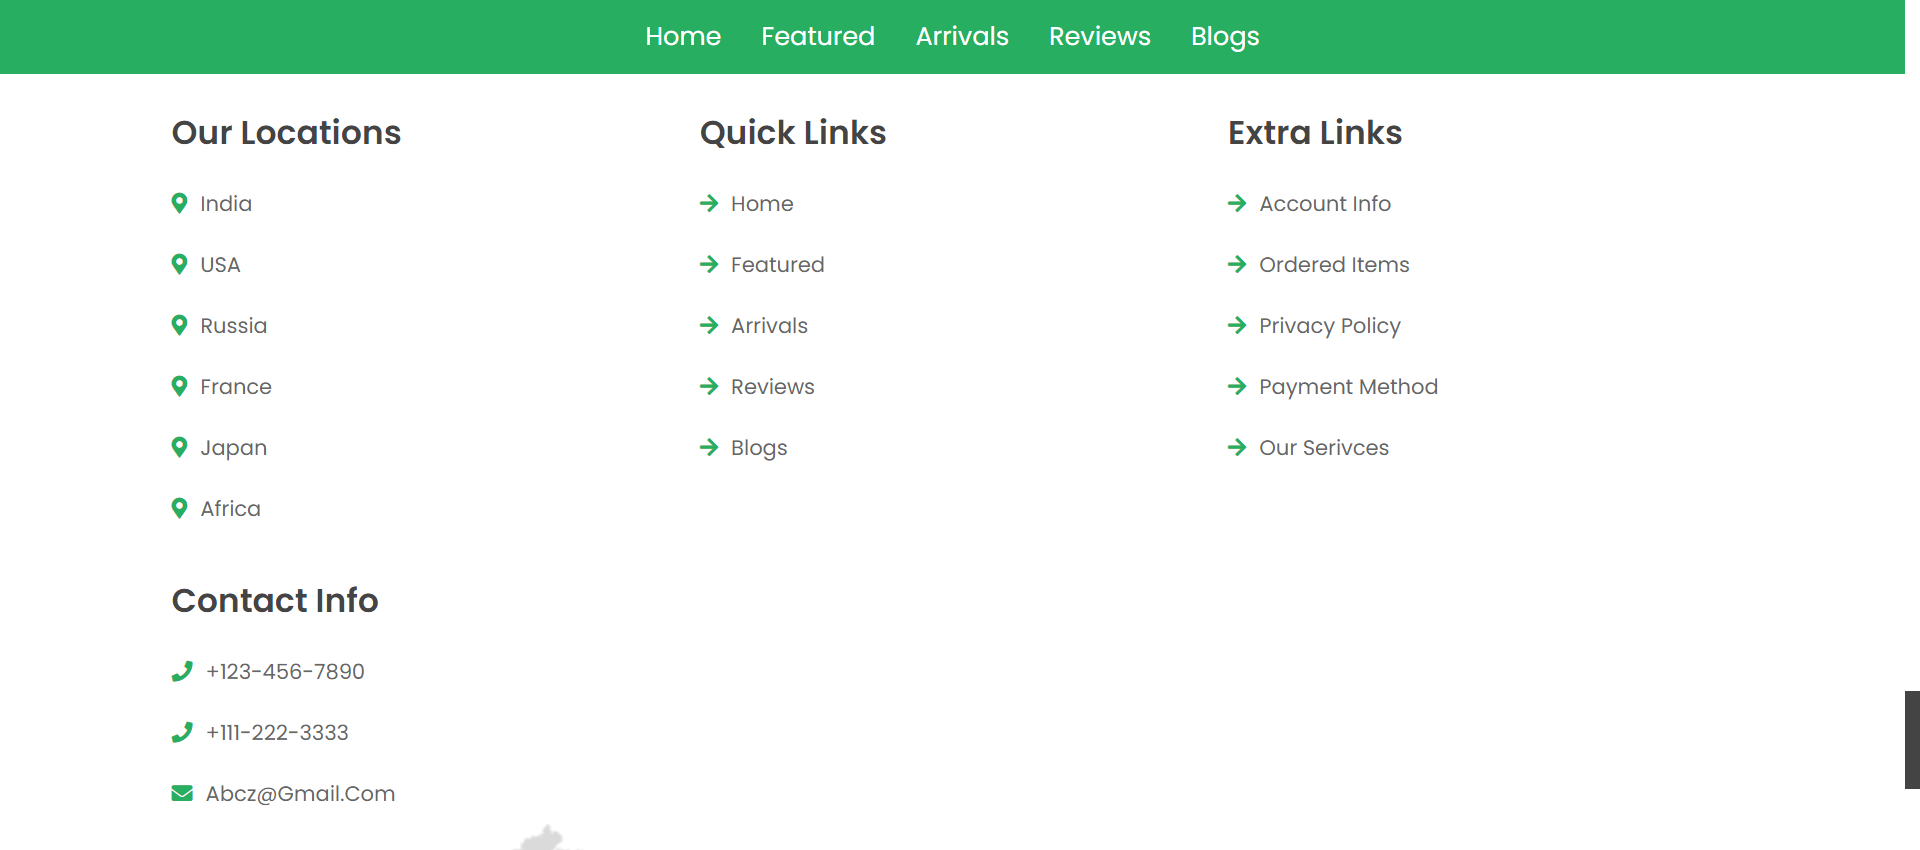 Home Featured Arrivals Reviews Blogs
Our Locations
India
USA
Russia
France
Japan
Africa
Quick Links
Home
Featured
Arrivals
Reviews
Blogs
Extra Links
Account Info
Ordered Items
Privacy Policy
Payment Method
Our Serivces
Contact Info
+123-456-7890
+111-222-3333
Abcz@Gmail.Com